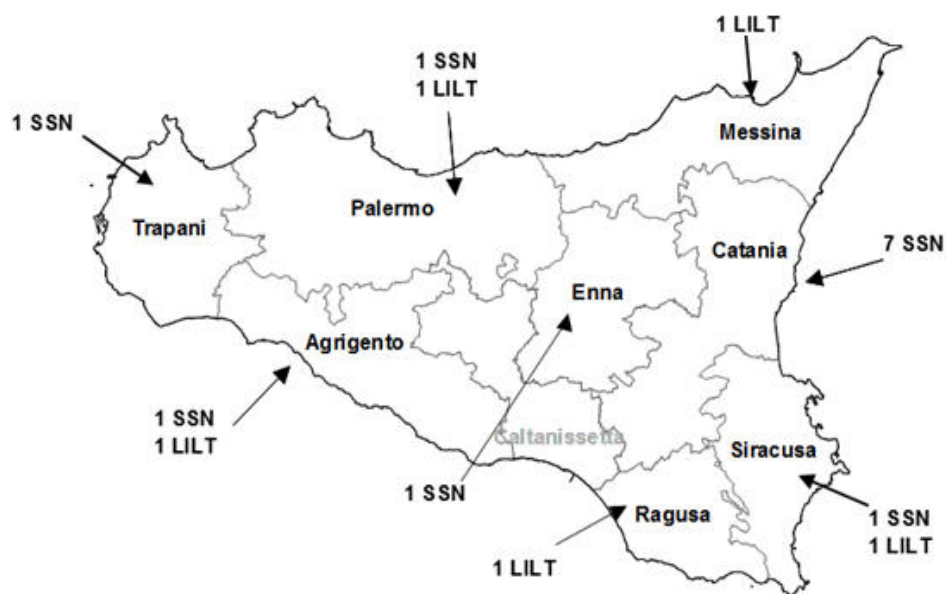 1 LILT
1 SSN
1 LILT
1 SSN
Messina
Palermo
Trapani
Catania
7 SSN
Enna
Agrigento
1 SSN
1 LILT
Caltanissetta
Siracusa
1 SSN
Ragusa
1 SSN
1 LILT
1 LILT